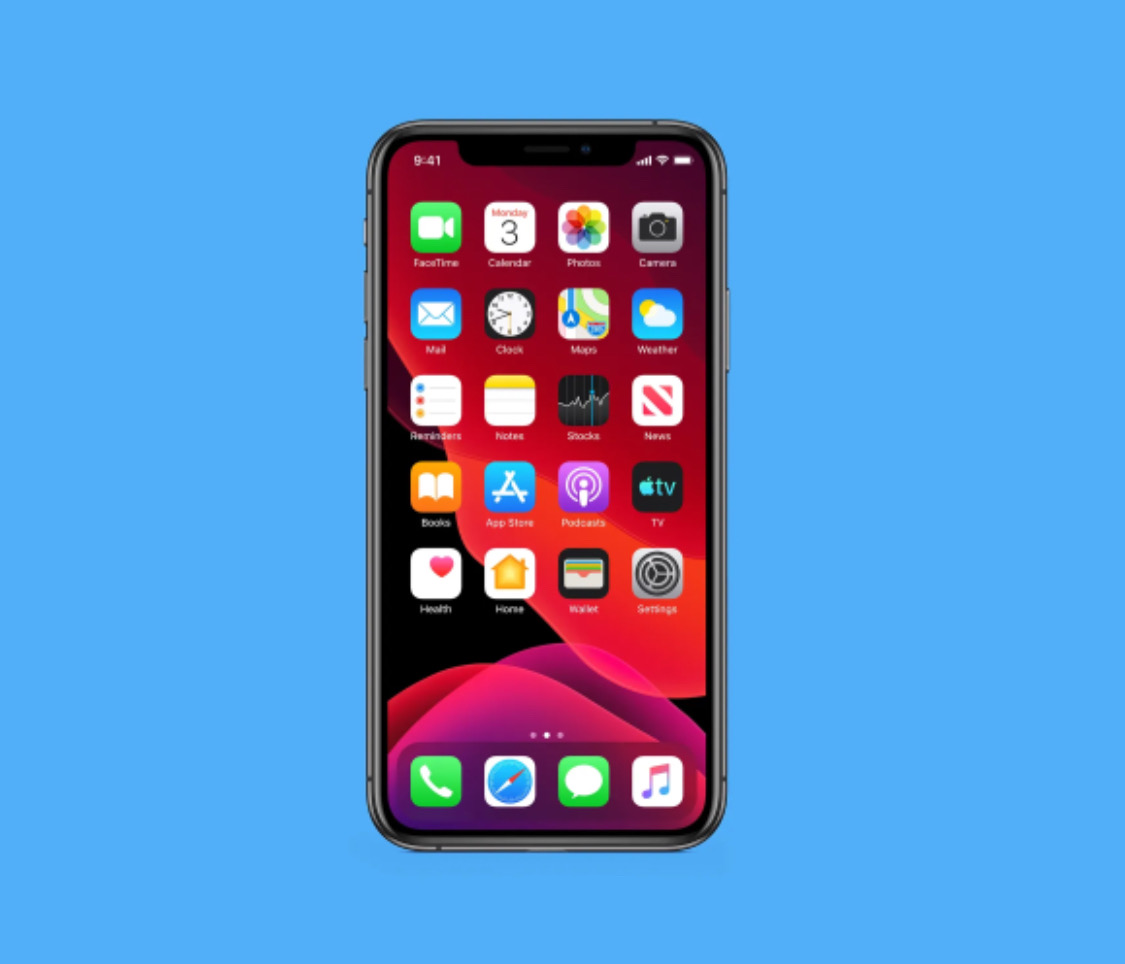 9:41
Monday
3
FaceTime Calendar Photos Camera
Mail Clock Maps Weather
Reminders Notes Stocks News
tv
Books App Store Podcasts TV
Health Home Wallet Settings